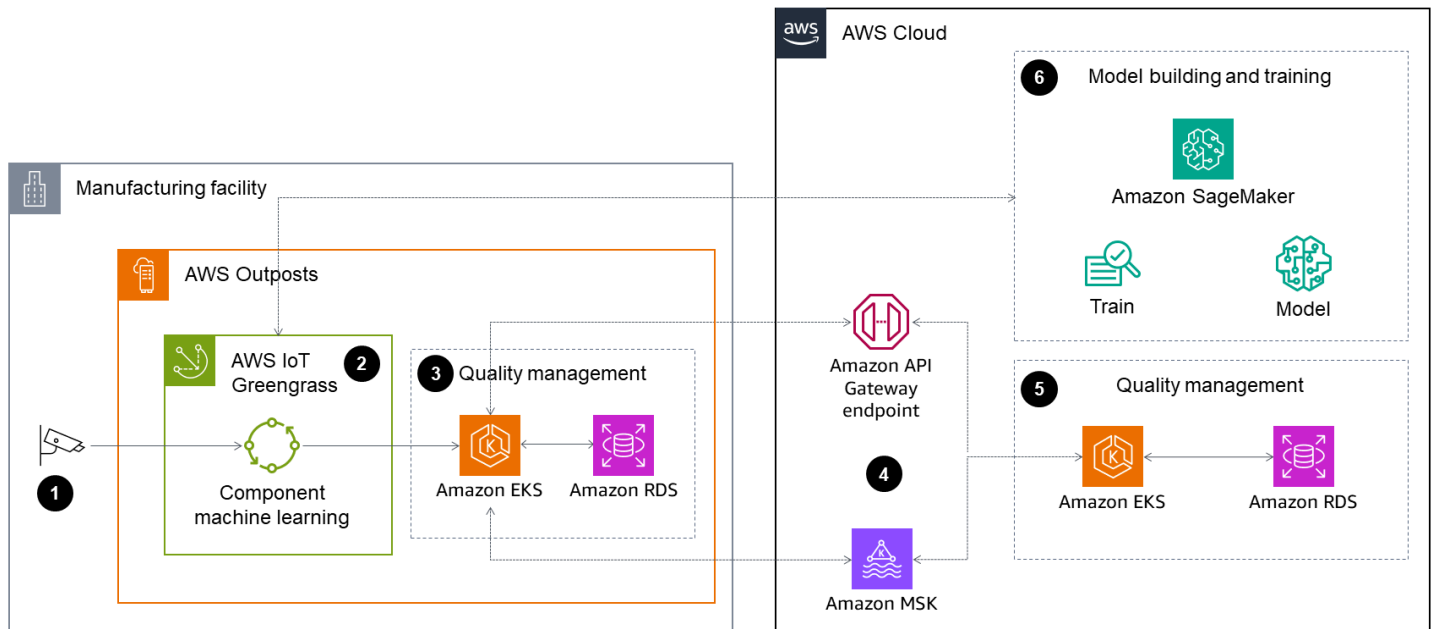 aws
AWS Cloud
6
Model building and training
Amazon SageMaker
Train
Model
Manufacturing facility
AWS Outposts
AWS IoT
Greengrass
2
Component
machine learning
1
3
Quality management
K
Amazon EKS
Amazon RDS
Amazon API
Gateway
endpoint
4
K
Amazon MSK
5
Quality management
K
Amazon EKS
Amazon RDS